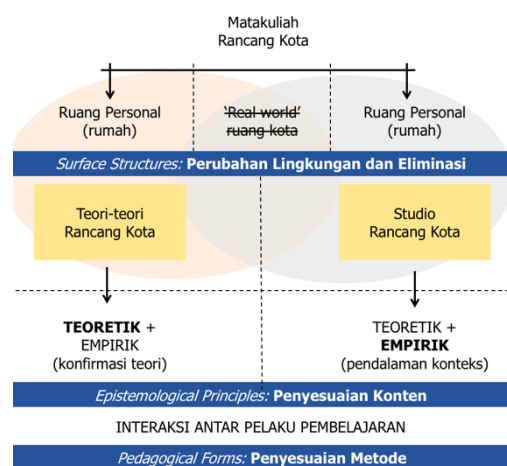 Matakuliah
Rancang Kota
Ruang Personal
(rumah)
‘Real world’
ruang kota
Ruang Personal
(rumah)
Surface Structures: Perubahan Lingkungan dan Eliminasi
Teori-teori
Rancang Kota
Studio
Rancang Kota
TEORETIK +
EMPIRIK
(konfirmasi teori)
TEORETIK +
EMPIRIK
(pendalaman konteks)
Epistemological Principles: Penyesuaian Konten
INTERAKSI ANTAR PELAKU PEMBELAJARAN
Pedagogical Forms: Penyesuaian Metode